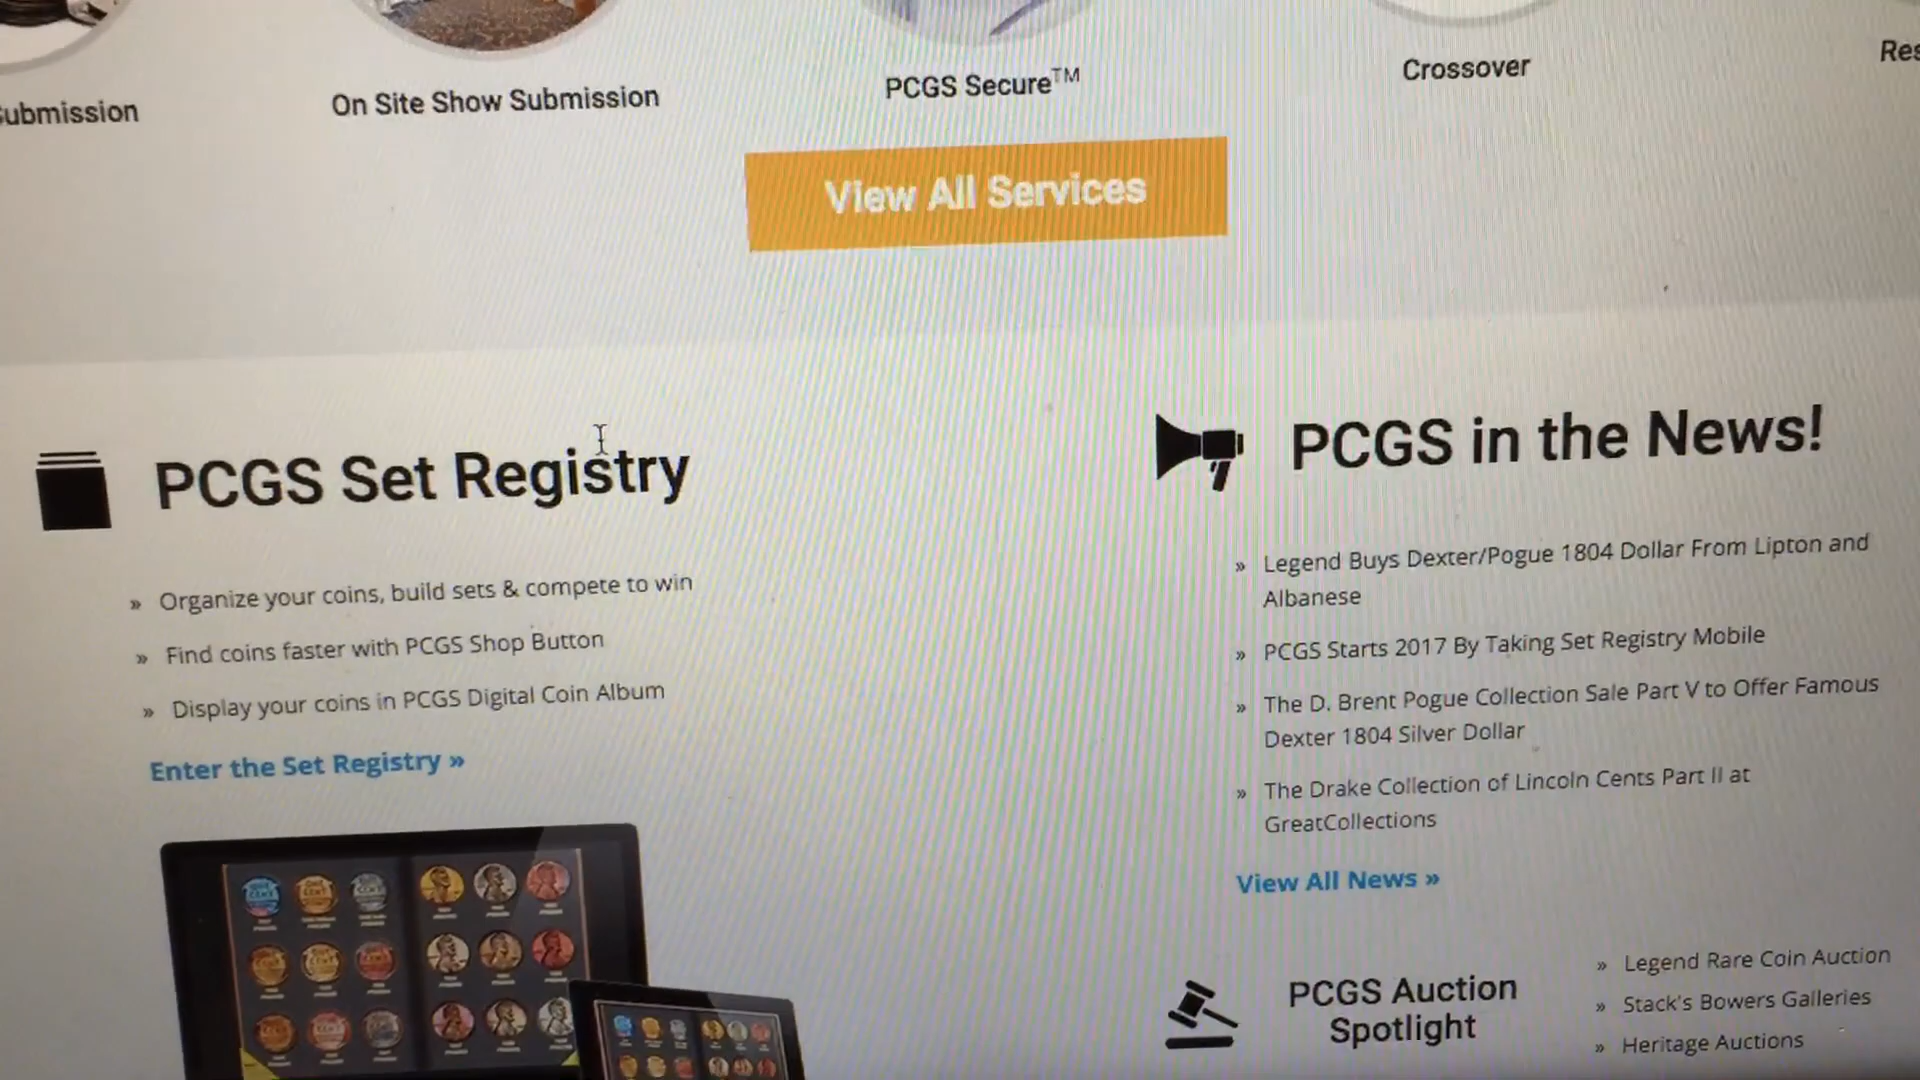 On Site Show Submission
PCGS Secure™
Crossover
View All Services
PCGS Set Registry
» Organize your coins, build sets & compete to win
» Find coins faster with PCGS Shop Button
» Display your coins in PCGS Digital Coin Album
Enter the Set Registry »
PCGS in the News!
» Legend Buys Dexter/Pogue 1804 Dollar From Lipton and
Albanese
» PCGS Starts 2017 By Taking Set Registry Mobile
» The D. Brent Pogue Collection Sale Part V to Offer Famous
Dexter 1804 Silver Dollar
» The Drake Collection of Lincoln Cents Part II at
GreatCollections
View All News »
PCGS Auction
Spotlight
» Legend Rare Coin Auction
» Stack's Bowers Galleries
» Heritage Auctions